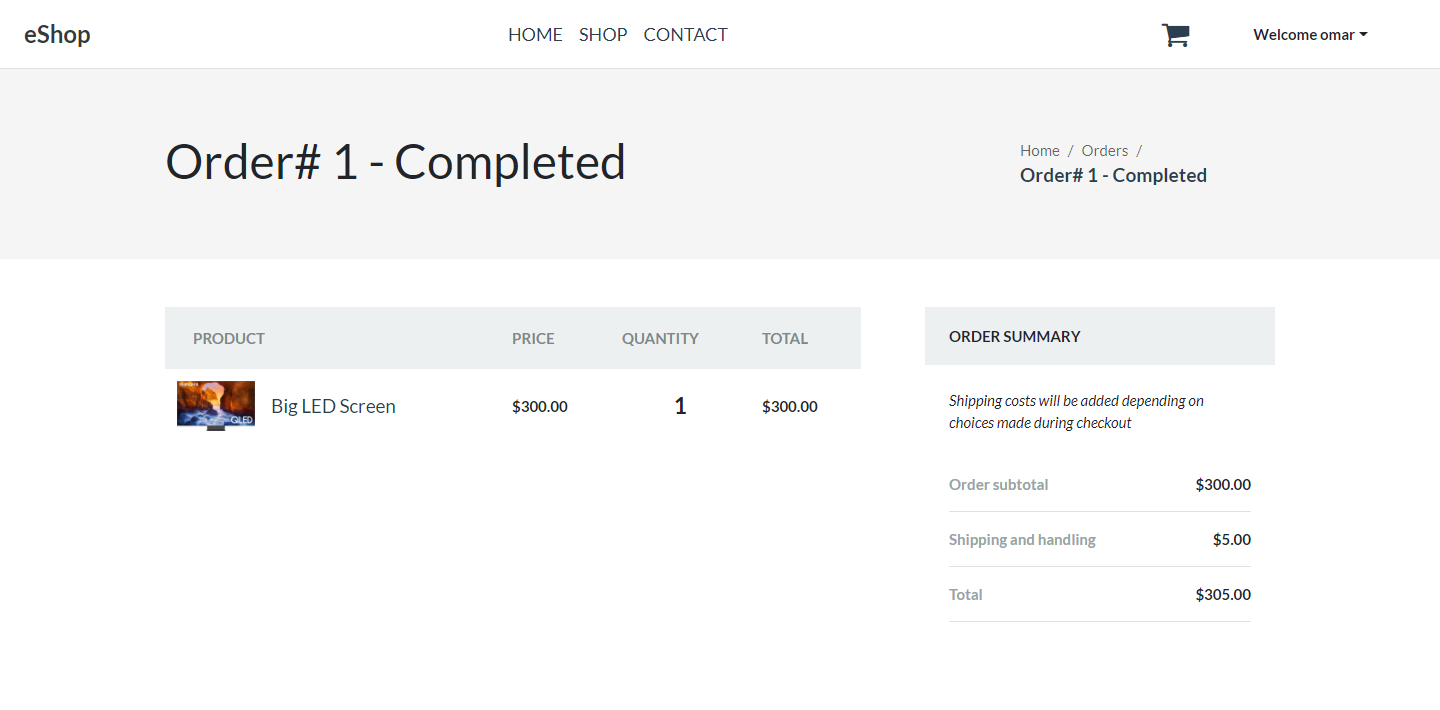 eShop
HOME SHOP CONTACT
Welcome omar
Order# 1 - Completed
Home / Orders /
Order# 1 - Completed
PRODUCT PRICE QUANTITY TOTAL
QLED
Big LED Screen $300.00 1 $300.00
ORDER SUMMARY
Shipping costs will be added depending on
choices made during checkout
Order subtotal $300.00
Shipping and handling $5.00
Total $305.00